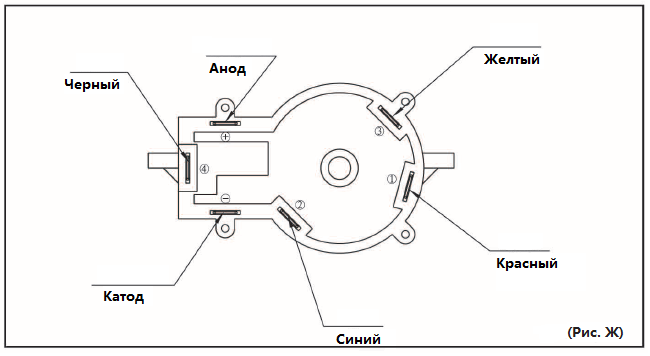 Анод
Желтый
Черный
+
③
④
①
−
②
Красный
Катод
Синий
(Рис. Ж)